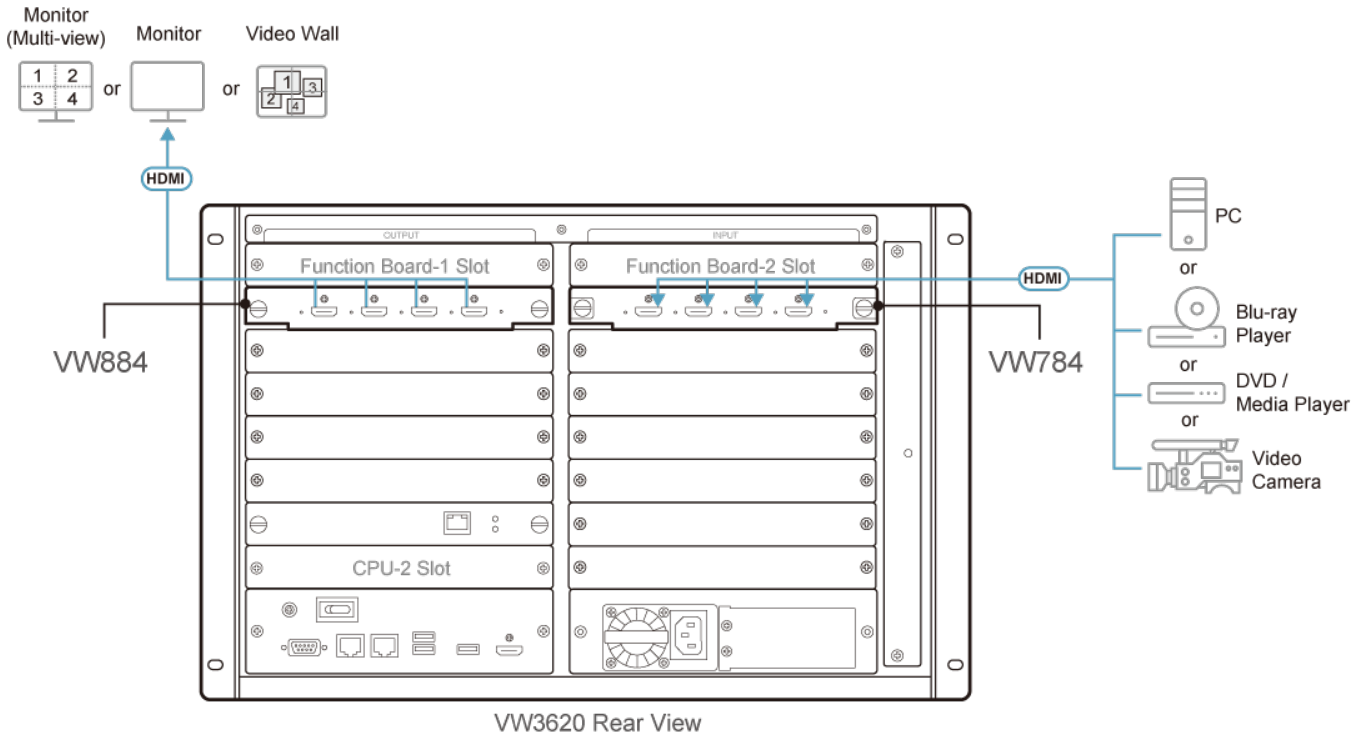 Monitor
(Multi-view)
Monitor
Video Wall
1 2
3 4
or
or
1
2
3
4
HDMI
OUTPUT
INPUT
Function Board-1 Slot
Function Board-2 Slot
HDMI
VW884
VW784
CPU-2 Slot
PC
or
Blu-ray
Player
or
DVD /
Media Player
or
Video
Camera
VW3620 Rear View